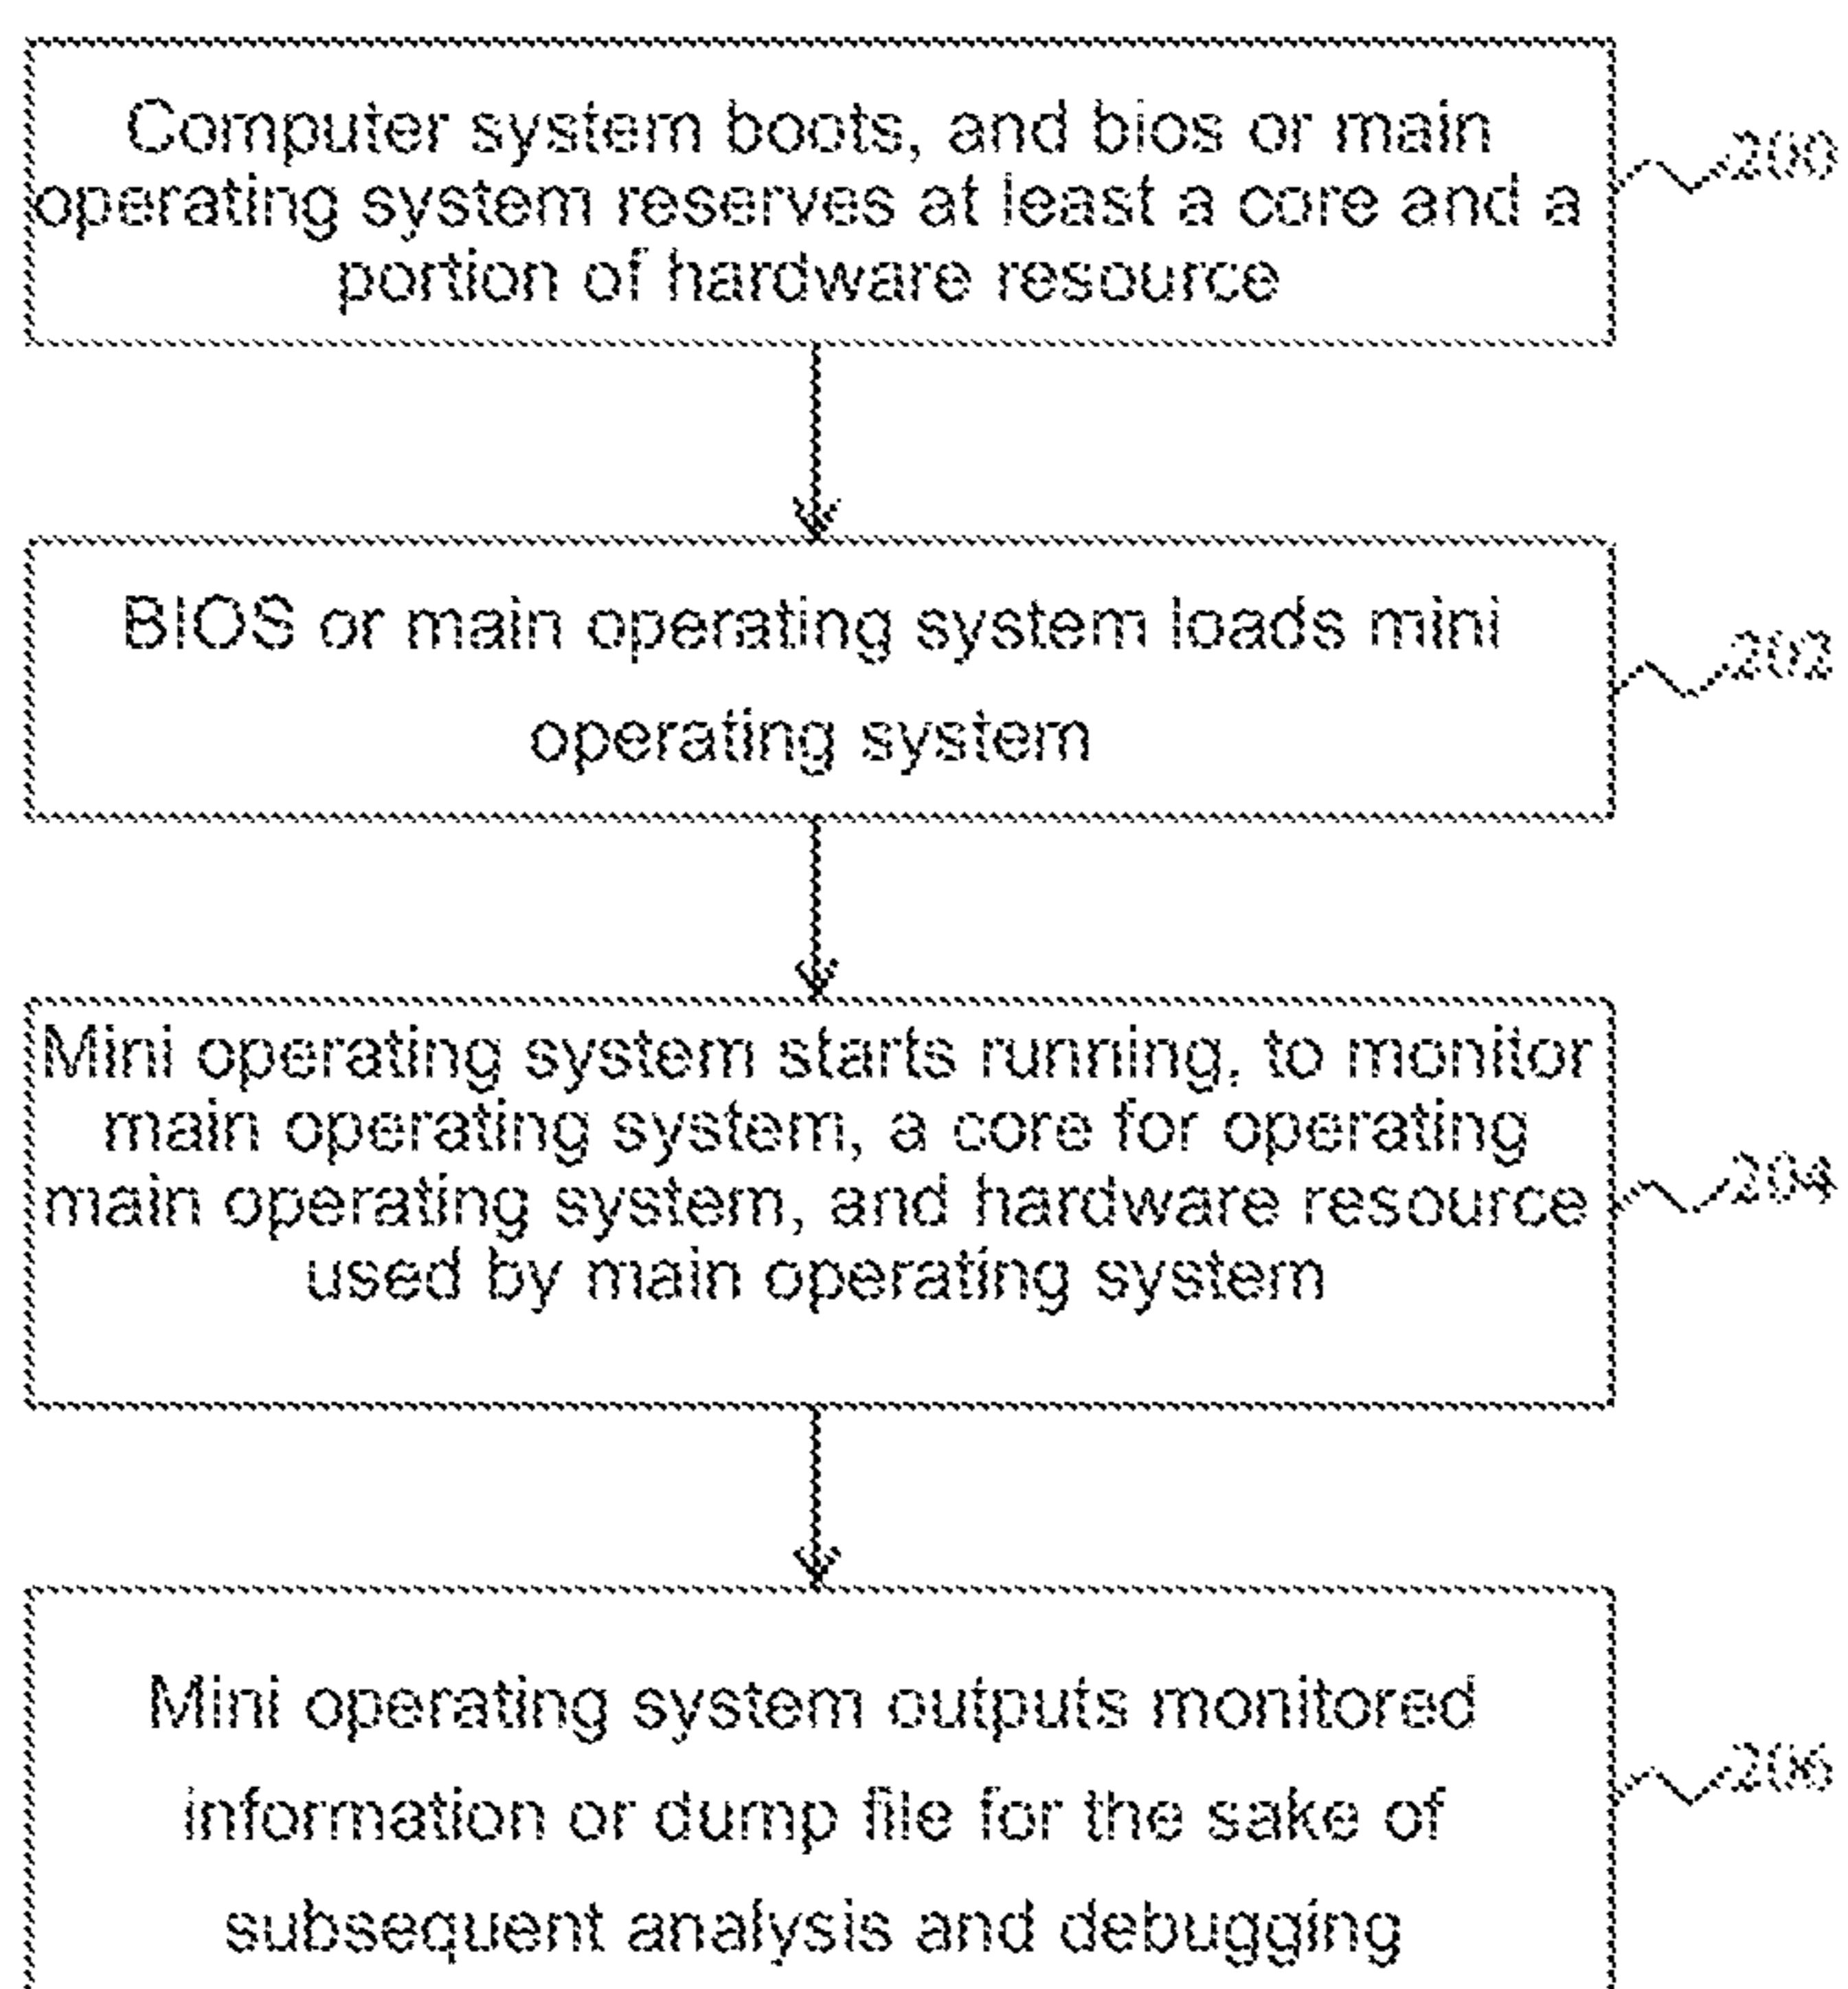 Computer system boots, and bios or main
operating system reserves at least a core and a
portion of hardware resource
200
BIOS or main operating system loads mini
operating system
202
Mini operating system starts running, to monitor
main operating system, a core for operating
main operating system, and hardware resource
used by main operating system
204
Mini operating system outputs monitored
information or dump file for the sake of
subsequent analysis and debugging
206